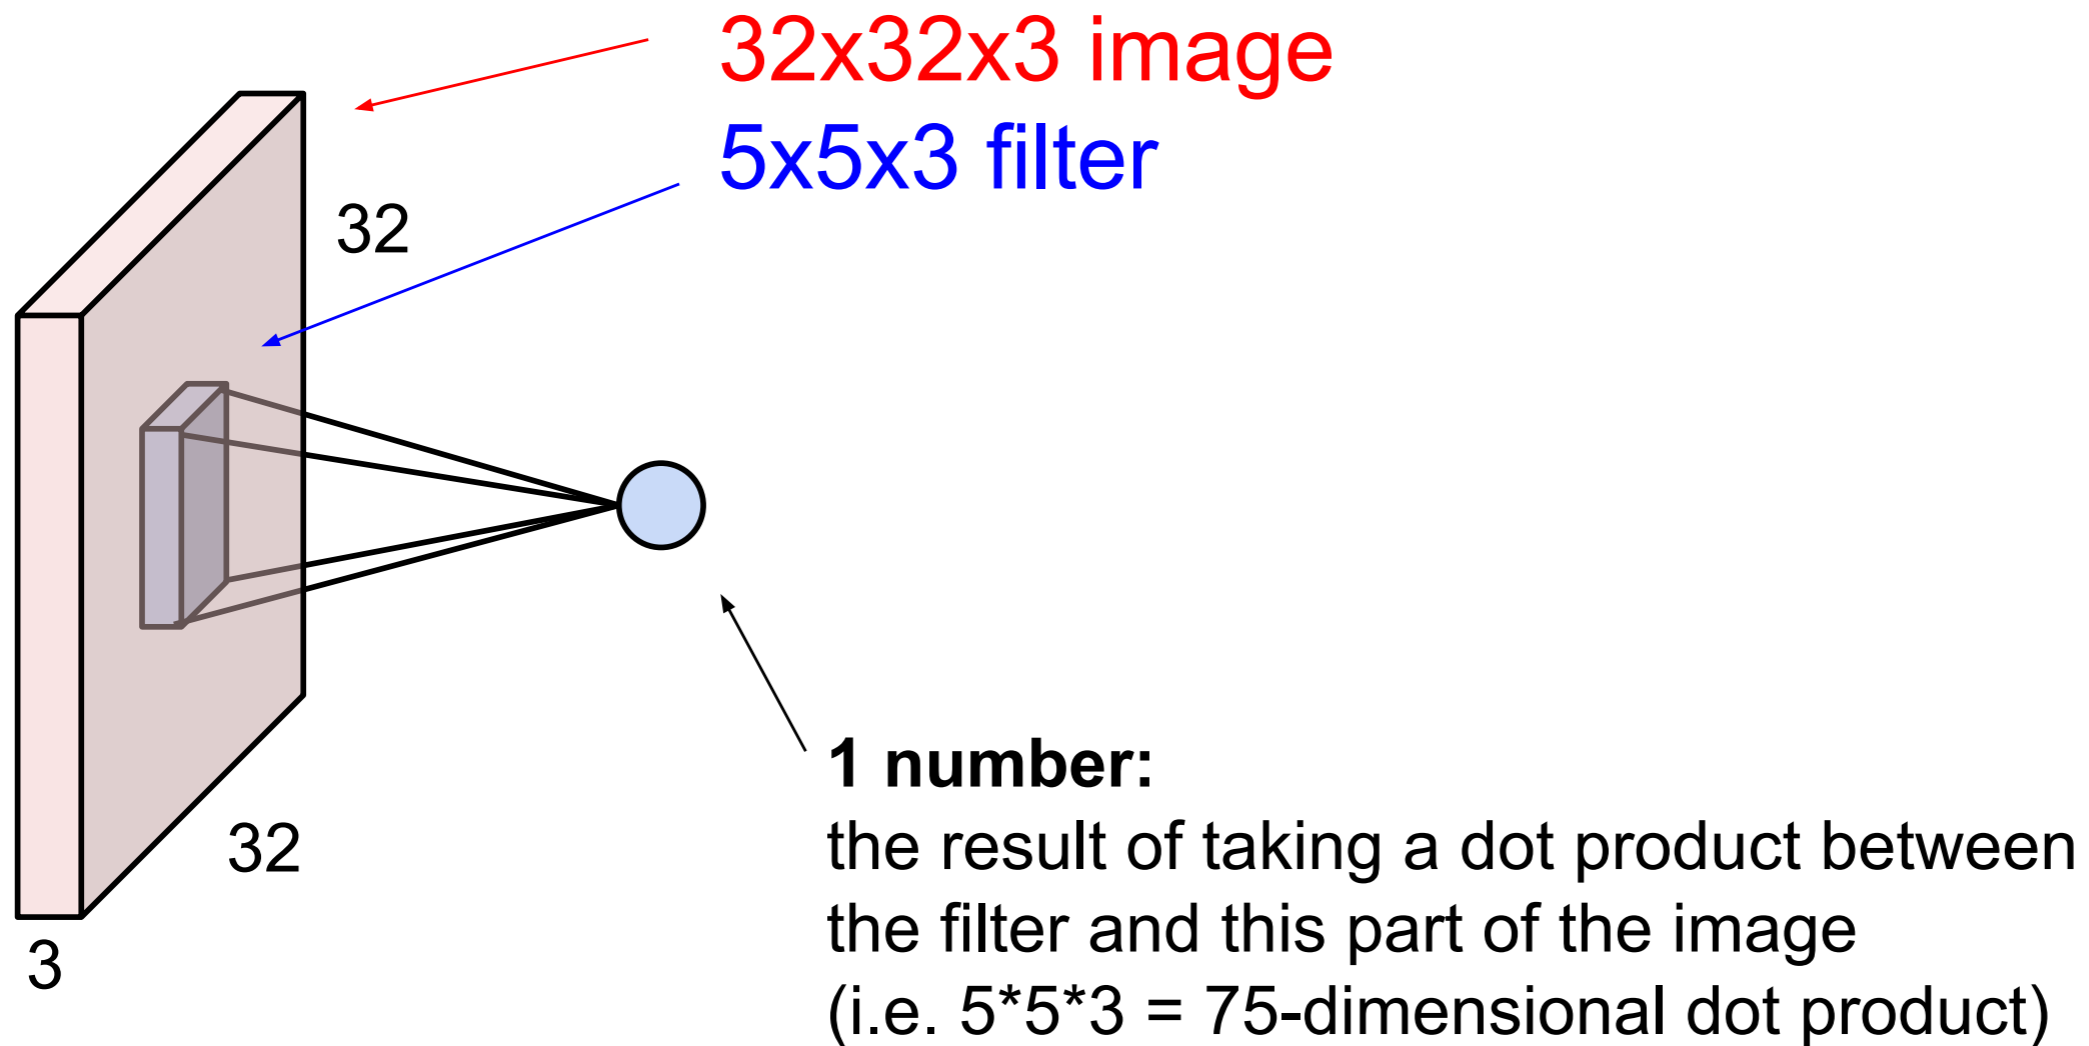 32x32x3 image
5x5x3 filter
32
32
3
1 number:
the result of taking a dot product between
the filter and this part of the image
(i.e. 5*5*3 = 75-dimensional dot product)